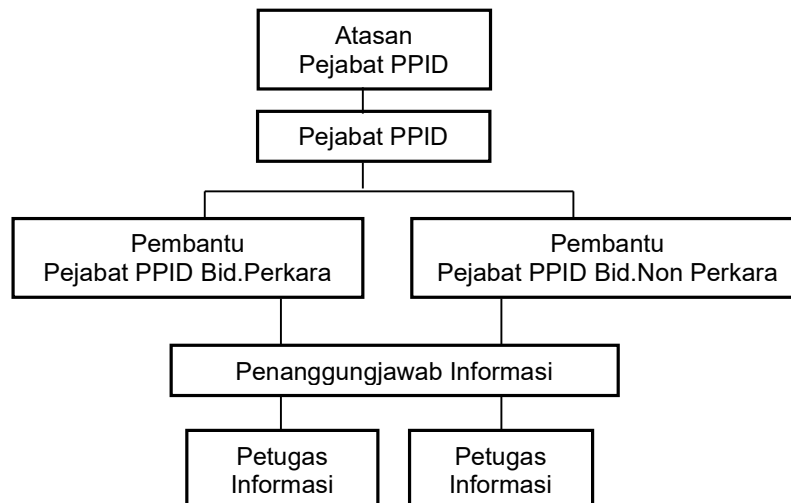 Atasan
Pejabat PPID
Pejabat PPID
Pembantu
Pejabat PPID Bid.Perkara
Pembantu
Pejabat PPID Bid.Non Perkara
Penanggungjawab Informasi
Petugas
Informasi
Petugas
Informasi